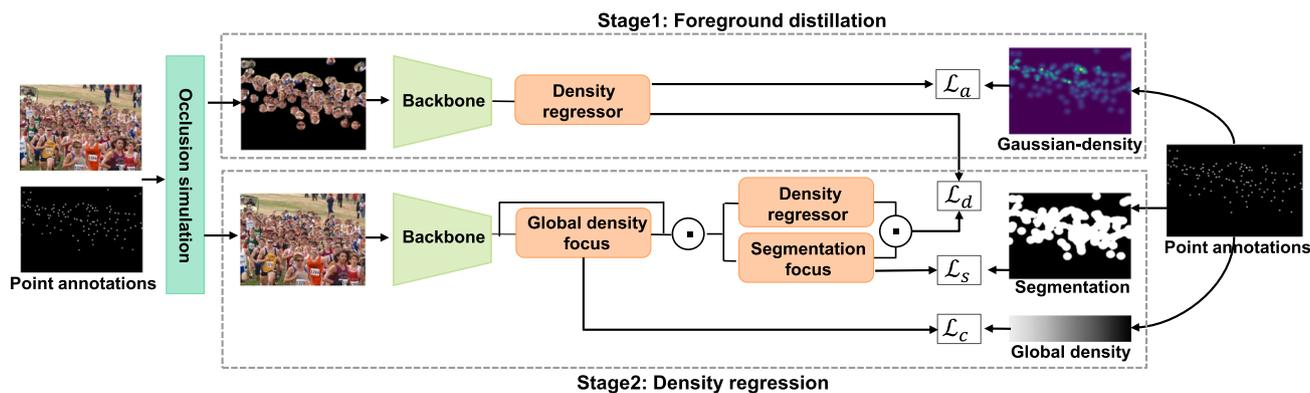 Stage1: Foreground distillation
Occlusion simulation
Backbone
Density
regressor
ℒa
Gaussian-density
Point annotations
Backbone
Global density
focus
Density
regressor
Segmentation
focus
ℒd
ℒs
Segmentation
ℒc
Global density
Point annotations
Stage2: Density regression